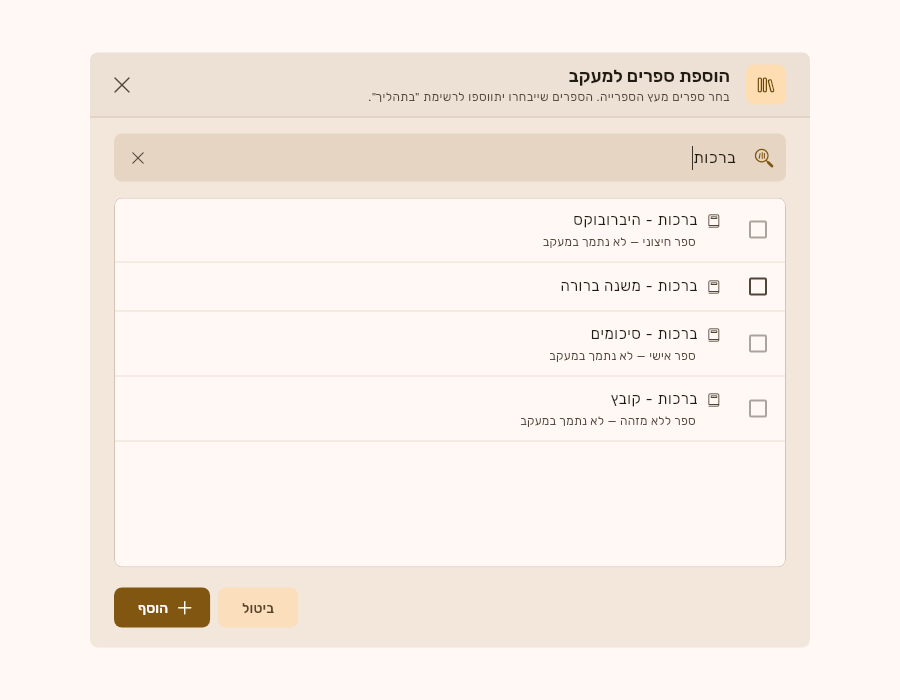 הוספת ספרים למעקב
בחר ספרים מעץ הספרייה. הספרים שייבחרו יתווספו לרשימת "בתהליך".
ברכות
ברכות - היברובוקס
ספר חיצוני – לא נתמך במעקב
ברכות - משנה ברורה
ברכות - סיכומים
ספר אישי – לא נתמך במעקב
ברכות - קובץ
ספר ללא מזהה – לא נתמך במעקב
ביטול
הוסף